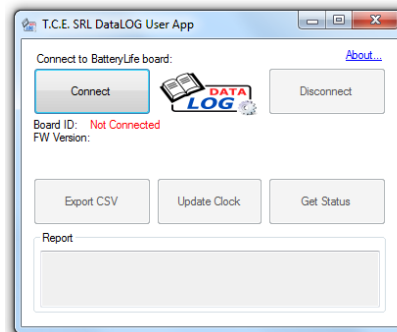 T.C.E. SRL DataLOG User App
Connect to BatteryLife board:
About...
Connect
DATA
LOG
Disconnect
Board ID: Not Connected
FW Version:
Export CSV
Update Clock
Get Status
Report